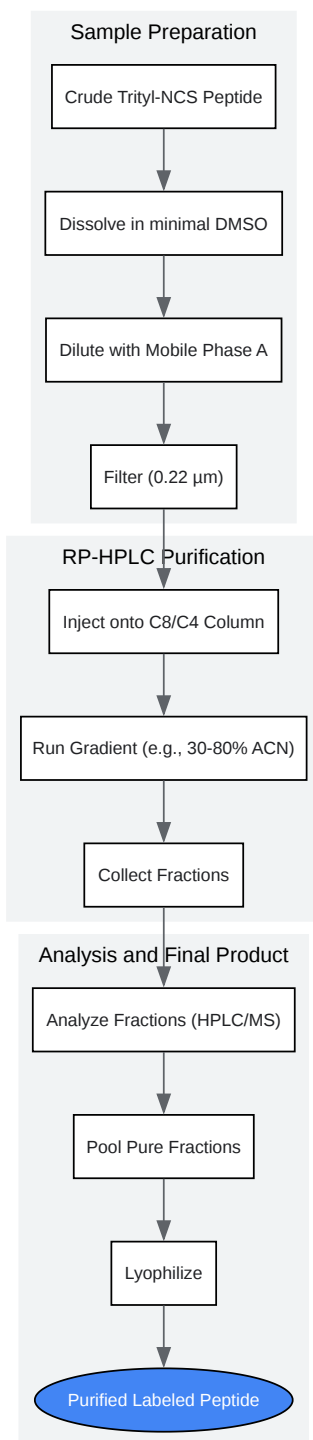 Sample Preparation
Crude Trityl-NCS Peptide
Dissolve in minimal DMSO
Dilute with Mobile Phase A
Filter (0.22 µm)
RP-HPLC Purification
Inject onto C8/C4 Column
Run Gradient (e.g., 30-80% ACN)
Collect Fractions
Analysis and Final Product
Analyze Fractions (HPLC/MS)
Pool Pure Fractions
Lyophilize
Purified Labeled Peptide